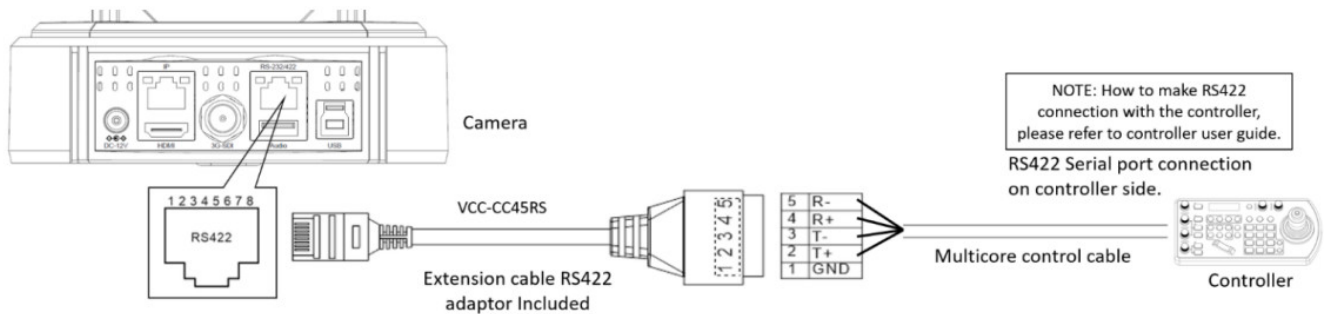 IP
RS-232/422
DC-12V
HDMI
3G-SDI
Audio
USB
Camera
1 2 3 4 5 6 7 8
RS422
VCC-CC45RS
Extension cable RS422
adaptor Included
1 2 3 4 5
5 R-
4 R+
3 T-
2 T+
1 GND
NOTE: How to make RS422
connection with the controller,
please refer to controller user guide.
RS422 Serial port connection
on controller side.
Multicore control cable
Controller